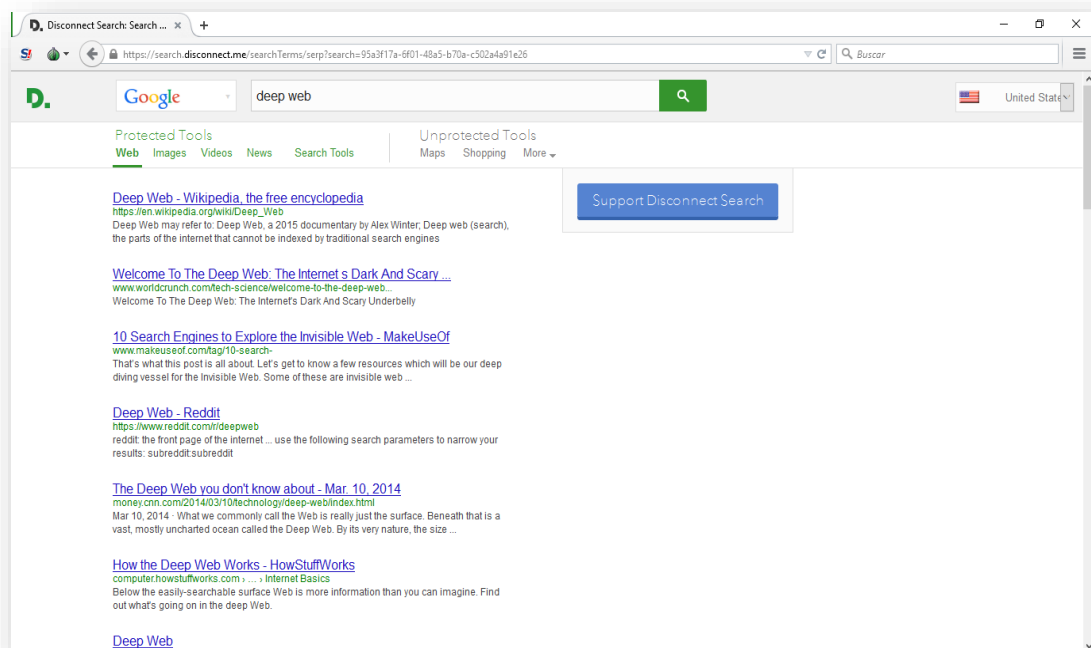 D. Disconnect Search: Search ... × +
S!
https://search.disconnect.me/searchTerms/serp?search=95a3f17a-6f01-48a5-b70a-c502a4a91e26
Buscar
D.
Google
deep web
United State
Protected Tools
Unprotected Tools
Web Images Videos News Search Tools
Maps Shopping More
Support Disconnect Search
Deep Web - Wikipedia, the free encyclopedia
https://en.wikipedia.org/wiki/Deep_Web
Deep Web may refer to: Deep Web, a 2015 documentary by Alex Winter; Deep web (search),
the parts of the internet that cannot be indexed by traditional search engines
Welcome To The Deep Web: The Internet s Dark And Scary ...
www.worldcrunch.com/tech-science/welcome-to-the-deep-web...
Welcome To The Deep Web: The Internet's Dark And Scary Underbelly
10 Search Engines to Explore the Invisible Web - MakeUseOf
www.makeuseof.com/tag/10-search-
That's what this post is all about. Let's get to know a few resources which will be our deep
diving vessel for the Invisible Web. Some of these are invisible web ...
Deep Web - Reddit
https://www.reddit.com/r/deepweb
reddit: the front page of the internet ... use the following search parameters to narrow your
results: subreddit:subreddit
The Deep Web you don't know about - Mar. 10, 2014
money.cnn.com/2014/03/10/technology/deep-web/index.html
Mar 10, 2014 - What we commonly call the Web is really just the surface. Beneath that is a
vast, mostly uncharted ocean called the Deep Web. By its very nature, the size ...
How the Deep Web Works - HowStuffWorks
computer.howstuffworks.com › ... › Internet Basics
Below the easily-searchable surface Web is more information than you can imagine. Find
out what's going on in the deep Web.
Deep Web